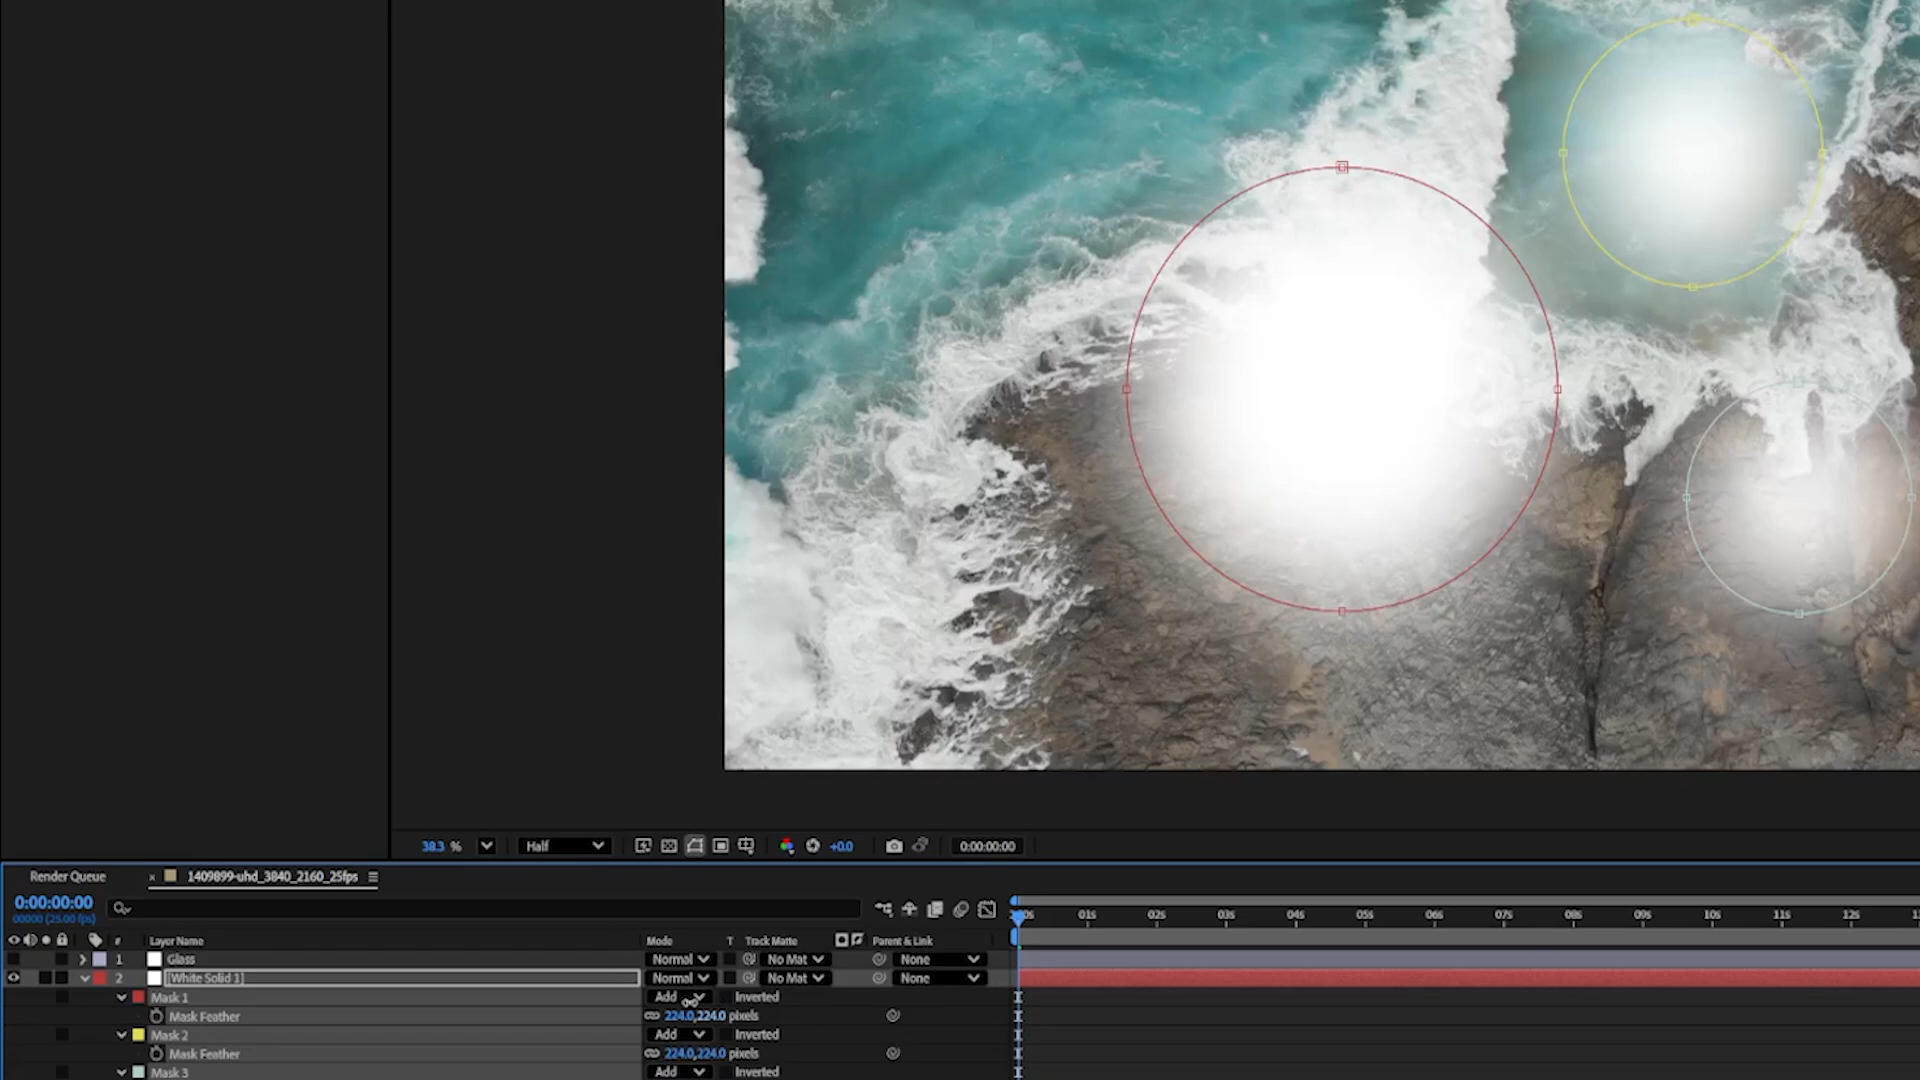 38.3 % Half +0.0 0:00:00:00
Render Queue × 1409899-uhd_3840_2160_25fps
0:00:00:00
00000 (25.00 fps)
01s 02s 03s 04s 05s 06s 07s 08s 09s 10s 11s 12s
# Layer Name Mode T Track Matte Parent & Link
1 Glass Normal No Mat None
2 [White Solid 1] Normal No Mat None
Mask 1 Add Inverted
Mask Feather 224.0,224.0 pixels
Mask 2 Add Inverted
Mask Feather 224.0,224.0 pixels
Mask 3 Add Inverted